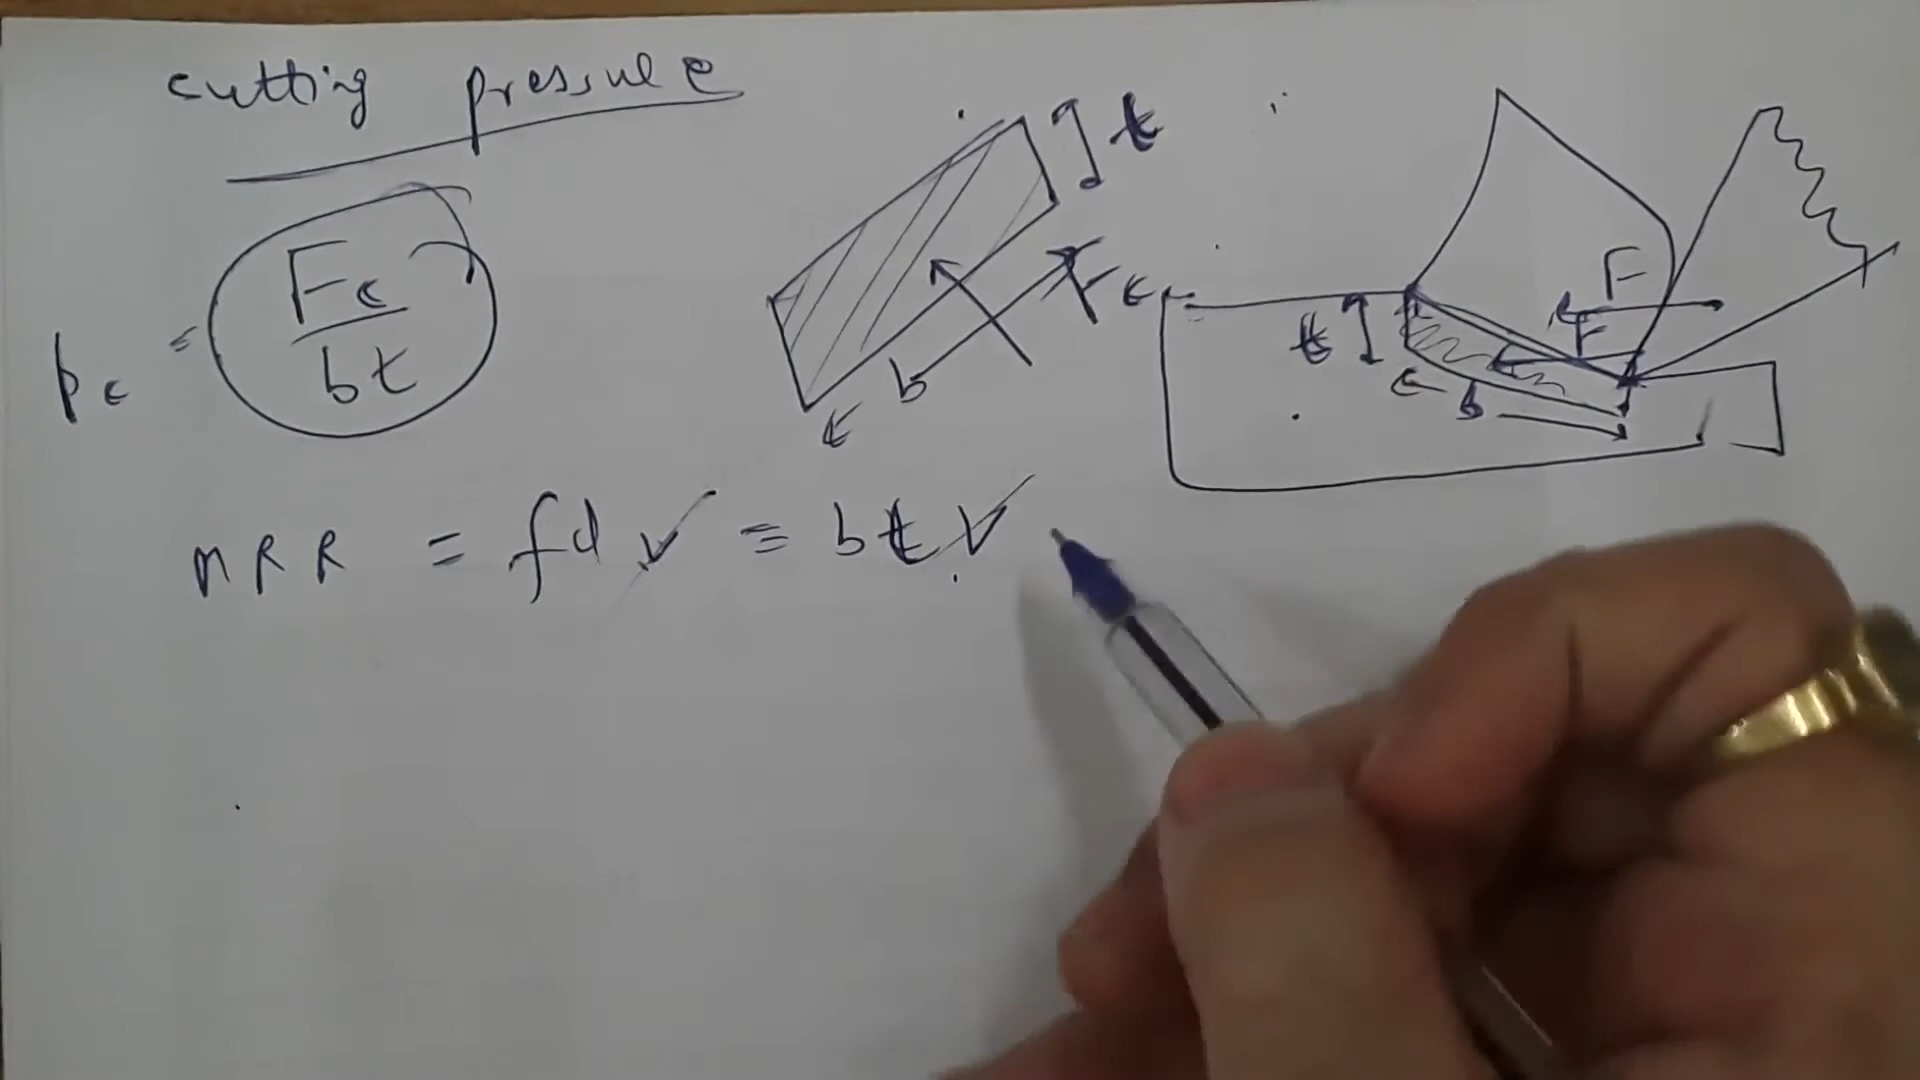 cutting pressure
t
Fc
pc = Fc / bt
b
F
F
t
b
MRR = fdv = btv